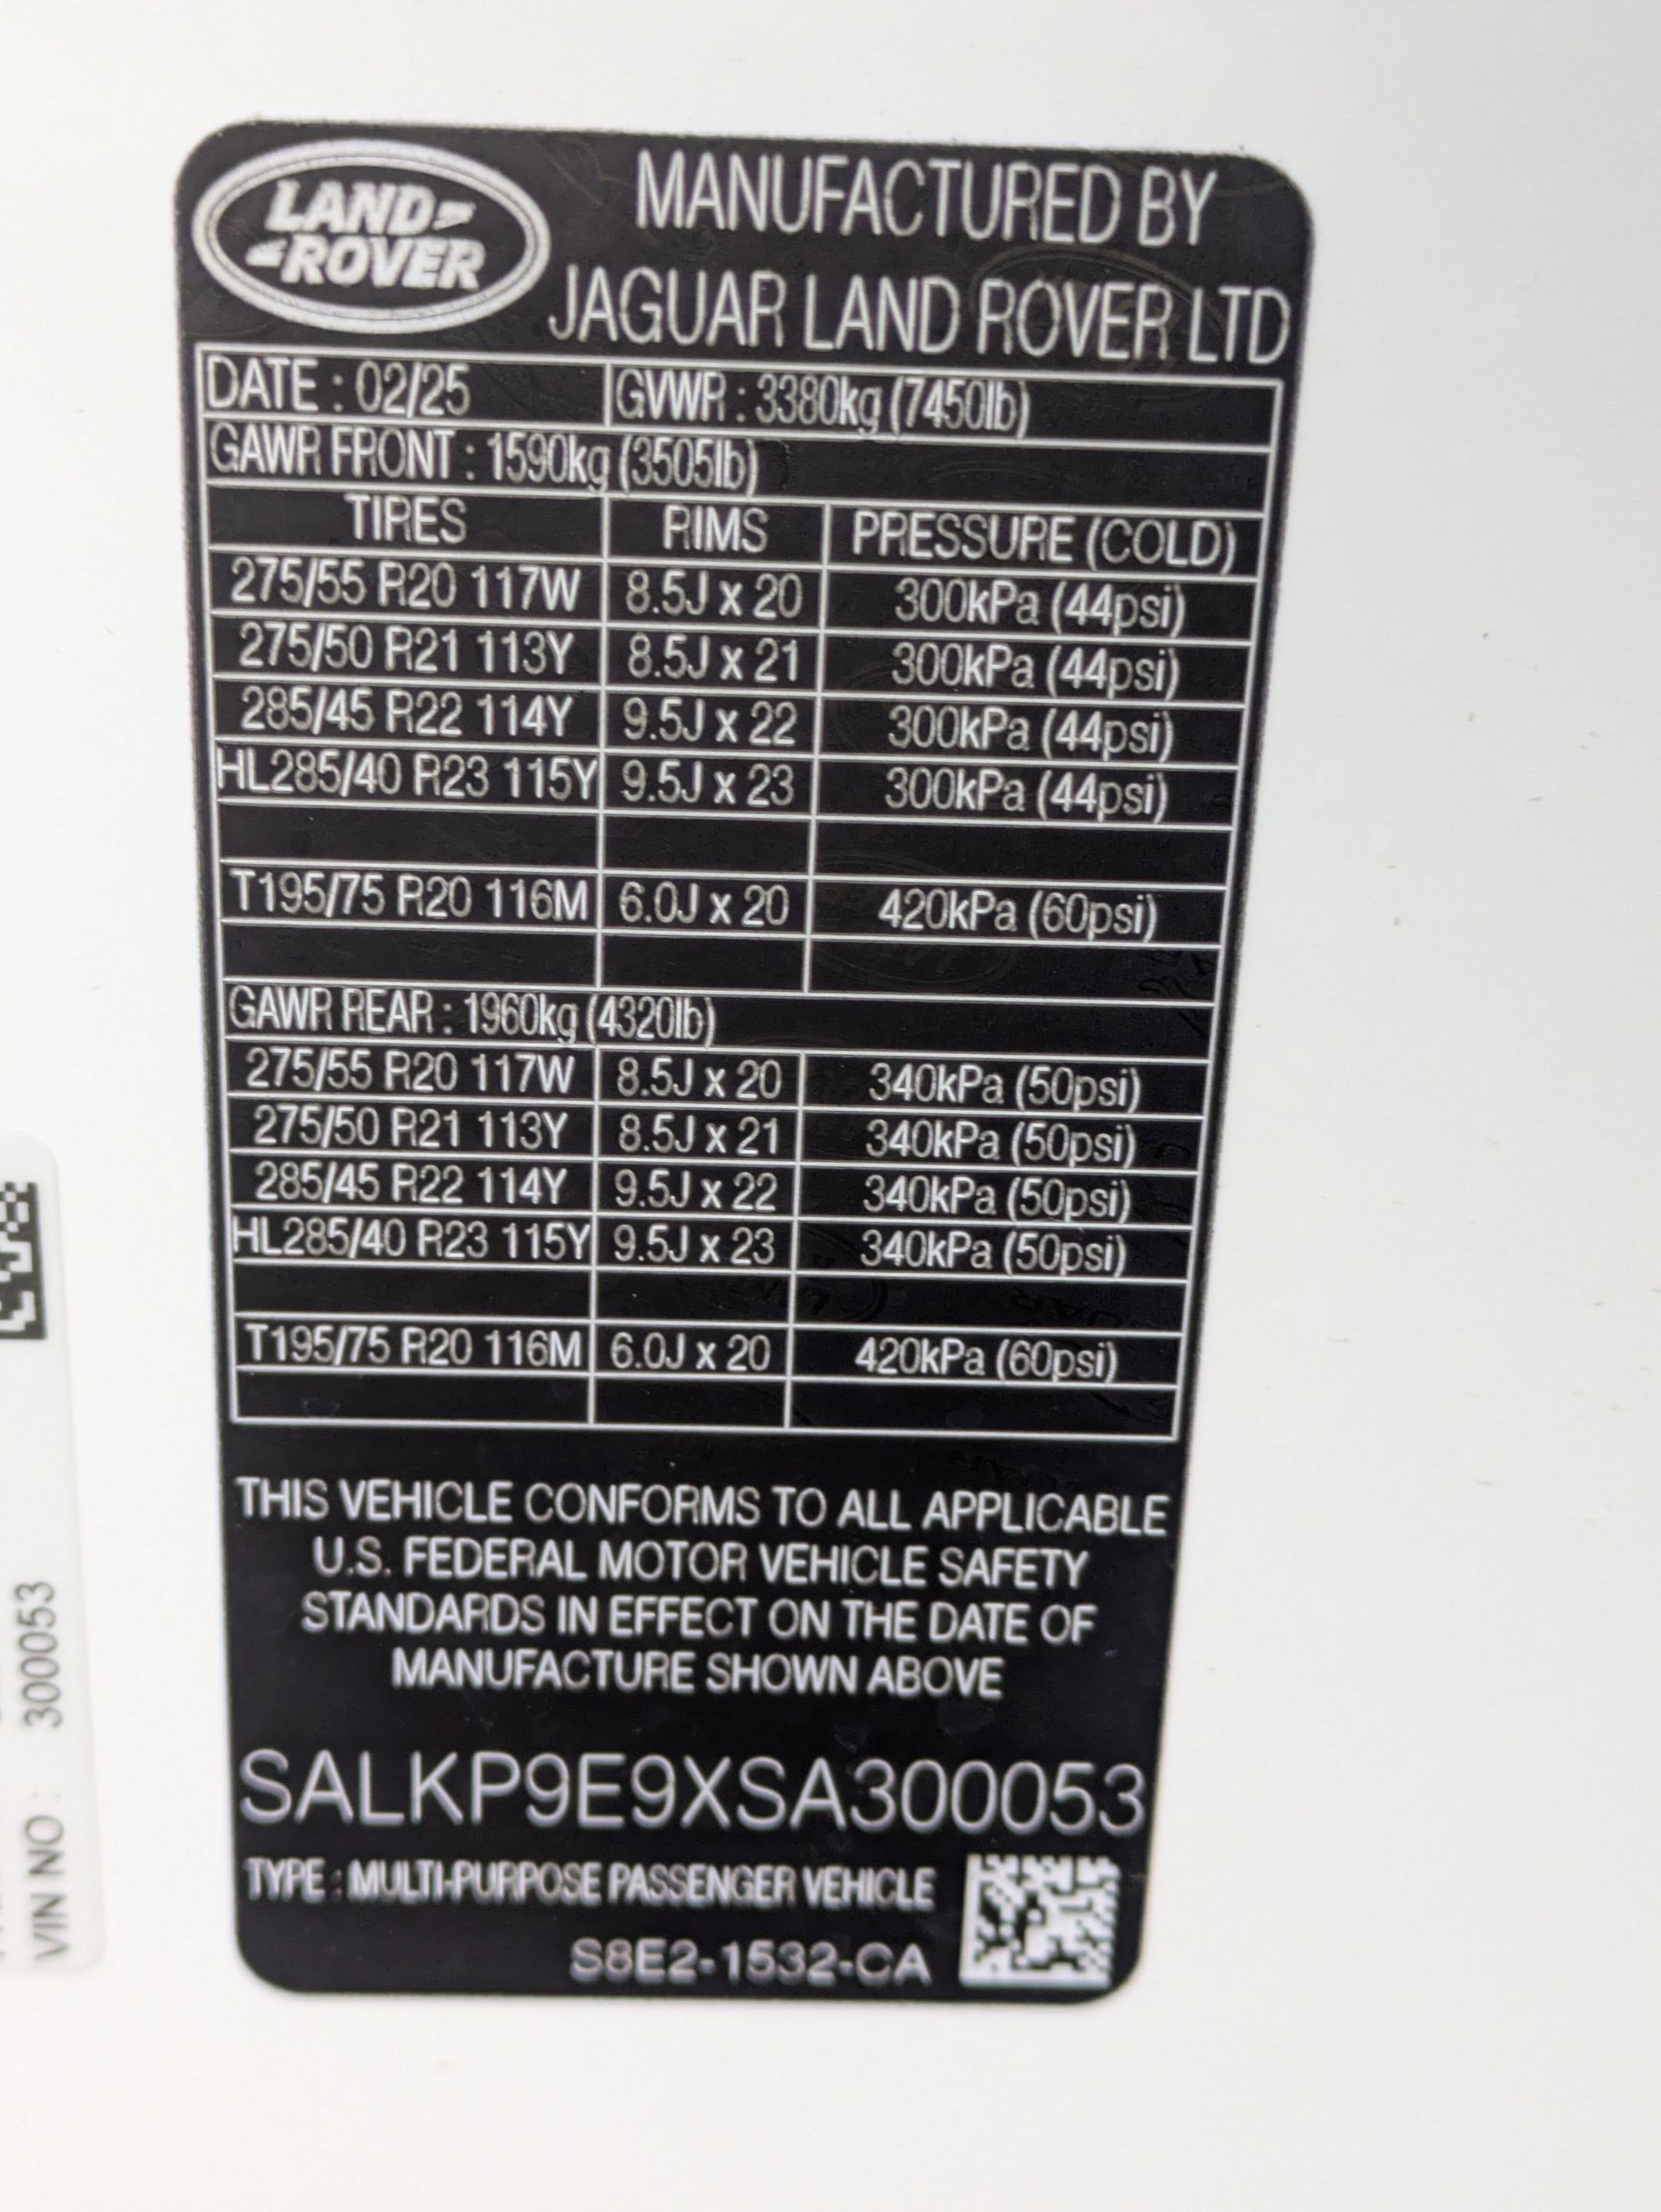 LAND ROVER
MANUFACTURED BY
JAGUAR LAND ROVER LTD
DATE : 02/25 GVWR : 3380kg (7450lb)
GAWR FRONT : 1590kg (3505lb)
TIRES RIMS PRESSURE (COLD)
275/55 R20 117W 8.5J x 20 300kPa (44psi)
275/50 R21 113Y 8.5J x 21 300kPa (44psi)
285/45 R22 114Y 9.5J x 22 300kPa (44psi)
HL285/40 R23 115Y 9.5J x 23 300kPa (44psi)
T195/75 R20 116M 6.0J x 20 420kPa (60psi)
GAWR REAR : 1960kg (4320lb)
275/55 R20 117W 8.5J x 20 340kPa (50psi)
275/50 R21 113Y 8.5J x 21 340kPa (50psi)
285/45 R22 114Y 9.5J x 22 340kPa (50psi)
HL285/40 R23 115Y 9.5J x 23 340kPa (50psi)
T195/75 R20 116M 6.0J x 20 420kPa (60psi)
THIS VEHICLE CONFORMS TO ALL APPLICABLE
U.S. FEDERAL MOTOR VEHICLE SAFETY
STANDARDS IN EFFECT ON THE DATE OF
MANUFACTURE SHOWN ABOVE
SALKP9E9XSA300053
TYPE : MULTI-PURPOSE PASSENGER VEHICLE
S8E2-1532-CA
VIN NO : 300053